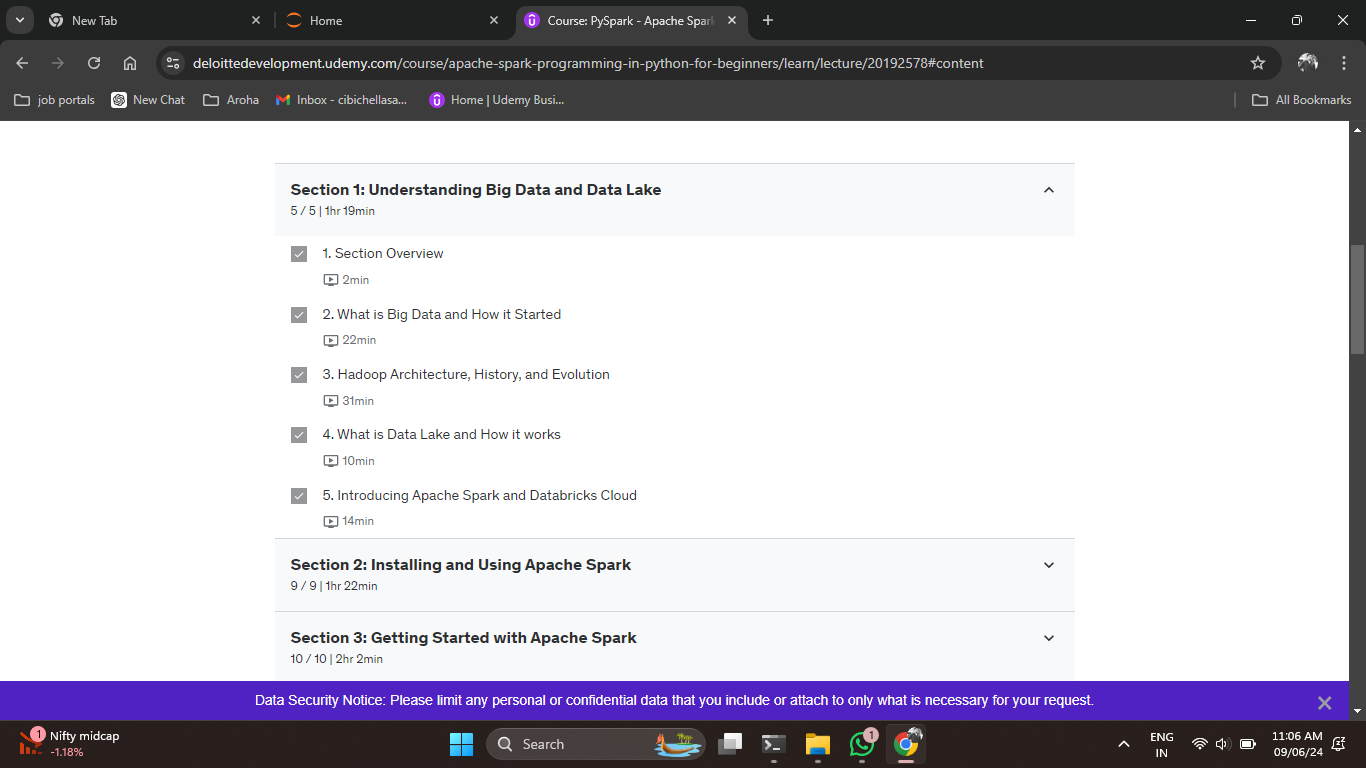 New Tab
Home
Course: PySpark - Apache Spark
deloittedevelopment.udemy.com/course/apache-spark-programming-in-python-for-beginners/learn/lecture/20192578#content
job portals
New Chat
Aroha
Inbox - cibichellasa...
Home | Udemy Busi...
All Bookmarks
Section 1: Understanding Big Data and Data Lake
5 / 5 | 1hr 19min
1. Section Overview
2min
2. What is Big Data and How it Started
22min
3. Hadoop Architecture, History, and Evolution
31min
4. What is Data Lake and How it works
10min
5. Introducing Apache Spark and Databricks Cloud
14min
Section 2: Installing and Using Apache Spark
9 / 9 | 1hr 22min
Section 3: Getting Started with Apache Spark
10 / 10 | 2hr 2min
Data Security Notice: Please limit any personal or confidential data that you include or attach to only what is necessary for your request.
1
Nifty midcap
-1.18%
Search
1
ENG
IN
11:06 AM
09/06/24